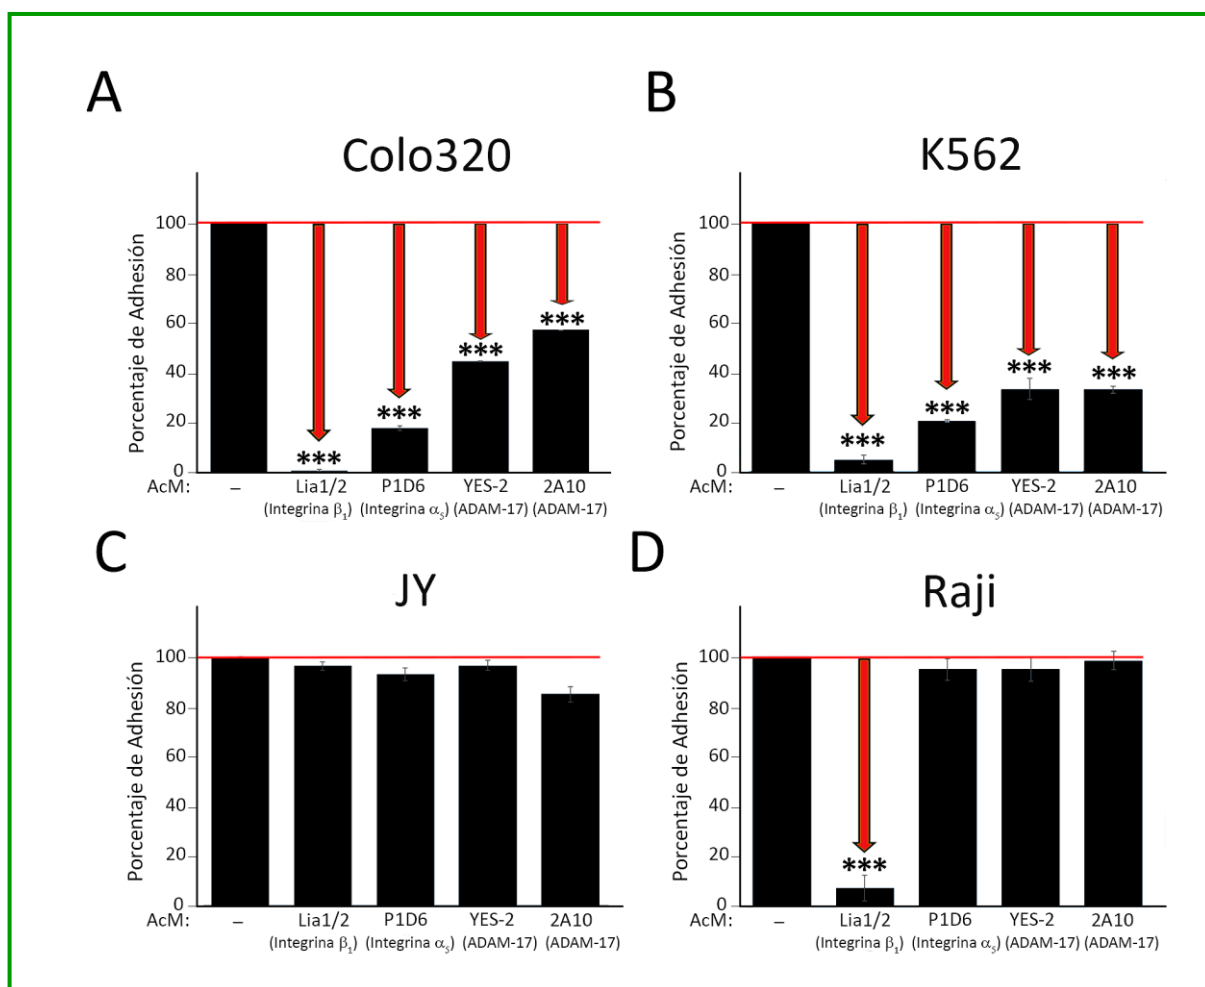 A
Colo320
Porcentaje de Adhesión
100
80
60
40
20
0
***
***
***
***
AcM: – Lia1/2 P1D6 YES-2 2A10
(Integrina β1) (Integrina α5) (ADAM-17) (ADAM-17)
B
K562
Porcentaje de Adhesión
100
80
60
40
20
0
***
***
***
***
AcM: – Lia1/2 P1D6 YES-2 2A10
(Integrina β1) (Integrina α5) (ADAM-17) (ADAM-17)
C
JY
Porcentaje de Adhesión
100
80
60
40
20
0
AcM: – Lia1/2 P1D6 YES-2 2A10
(Integrina β1) (Integrina α5) (ADAM-17) (ADAM-17)
D
Raji
Porcentaje de Adhesión
100
80
60
40
20
0
***
AcM: – Lia1/2 P1D6 YES-2 2A10
(Integrina β1) (Integrina α5) (ADAM-17) (ADAM-17)